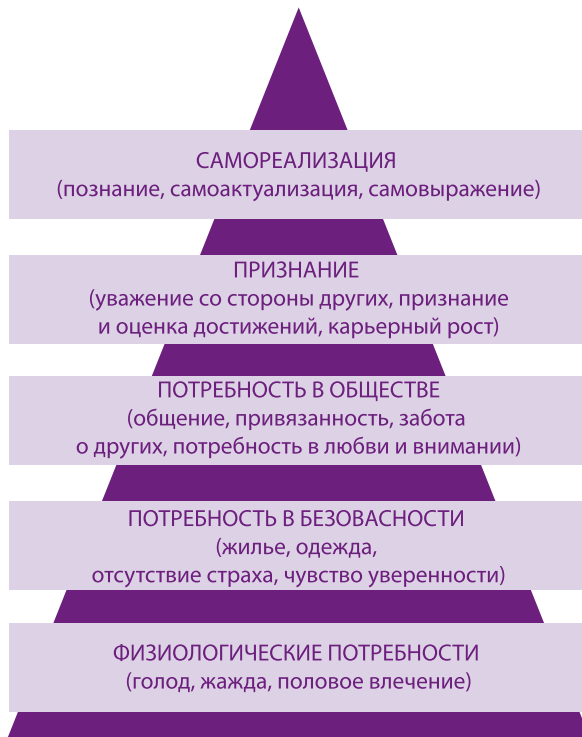 САМОРЕАЛИЗАЦИЯ
(познание, самоактуализация, самовыражение)
ПРИЗНАНИЕ
(уважение со стороны других, признание
и оценка достижений, карьерный рост)
ПОТРЕБНОСТЬ В ОБЩЕСТВЕ
(общение, привязанность, забота
о других, потребность в любви и внимании)
ПОТРЕБНОСТЬ В БЕЗОВАСНОСТИ
(жилье, одежда,
отсутствие страха, чувство уверенности)
ФИЗИОЛОГИЧЕСКИЕ ПОТРЕБНОСТИ
(голод, жажда, половое влечение)